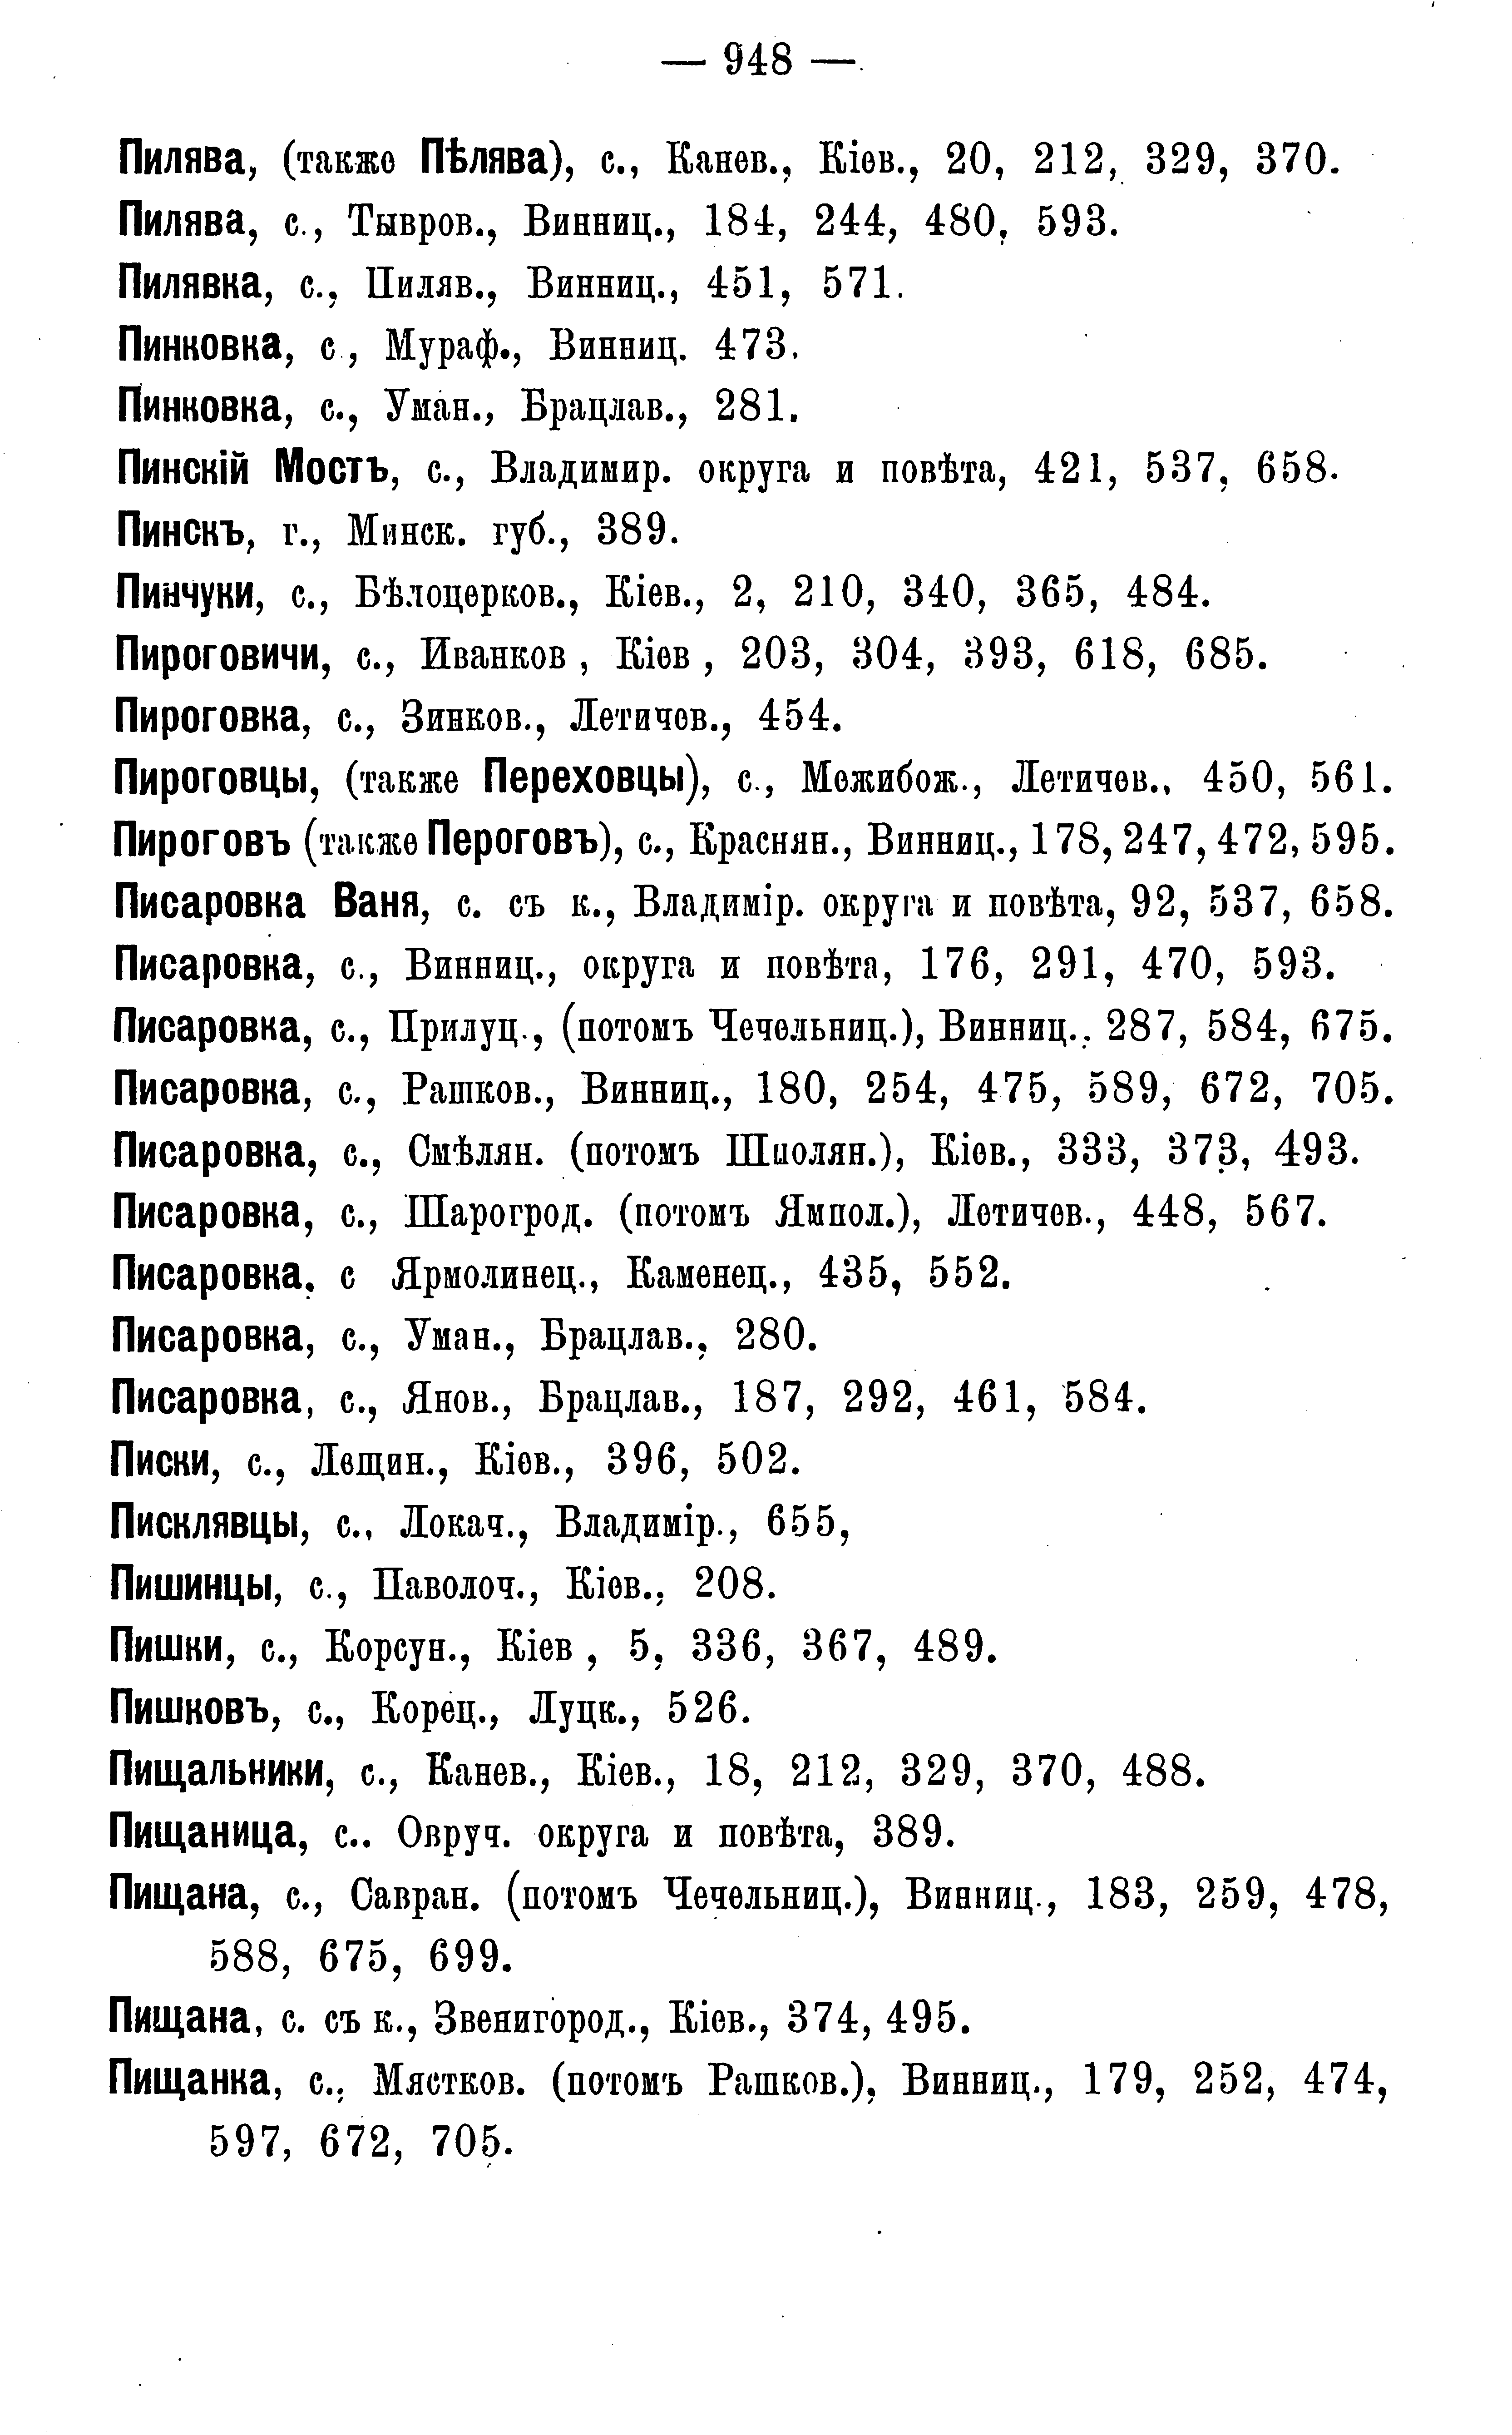 — 948 —
Пилява, (также Пѣлява), с., Канев., Кіев., 20, 212, 329, 370.
Пилява, с., Тывров., Винниц., 184, 244, 480, 593.
Пилявка, с., Пиляв., Винниц., 451, 571.
Пинковка, с., Мураф., Винниц. 473.
Пинковка, с., Уман., Брацлав., 281.
Пинскій Мостъ, с., Владимир. округа и повѣта, 421, 537, 658.
Пинскъ, г., Минск. губ., 389.
Пинчуки, с., Бѣлоцерков., Кіев., 2, 210, 340, 365, 484.
Пироговичи, с., Иванков, Кіев, 203, 304, 393, 618, 685.
Пироговка, с., Зинков., Летичев., 454.
Пироговцы, (также Переховцы), с., Межибож., Летичев., 450, 561.
Пироговъ (также Пероговъ), с., Краснян., Винниц., 178, 247, 472, 595.
Писаровка Ваня, с. съ к., Владимір. округа и повѣта, 92, 537, 658.
Писаровка, с., Винниц., округа и повѣта, 176, 291, 470, 593.
Писаровка, с., Прилуц., (потомъ Чечельниц.), Винниц., 287, 584, 675.
Писаровка, с., Рашков., Винниц., 180, 254, 475, 589, 672, 705.
Писаровка, с., Смѣлян. (потомъ Шполян.), Кіев., 333, 373, 493.
Писаровка, с., Шарогрод. (потомъ Ямпол.), Летичев., 448, 567.
Писаровка, с Ярмолинец., Каменец., 435, 552.
Писаровка, с., Уман., Брацлав., 280.
Писаровка, с., Янов., Брацлав., 187, 292, 461, 584.
Писки, с., Лещин., Кіев., 396, 502.
Писклявцы, с., Локач., Владимір., 655,
Пишинцы, с., Паволоч., Кіев., 208.
Пишки, с., Корсун., Кіев , 5, 336, 367, 489.
Пишковъ, с., Корец., Луцк., 526.
Пищальники, с., Канев., Кіев., 18, 212, 329, 370, 488.
Пищаница, с.. Овруч. округа и повѣта, 389.
Пищана, с., Савран. (потомъ Чечельниц.), Винниц., 183, 259, 478,
588, 675, 699.
Пищана, с. съ к., Звенигород., Кіев., 374, 495.
Пищанка, с., Мястков. (потомъ Рашков.), Винниц., 179, 252, 474,
597, 672, 705.